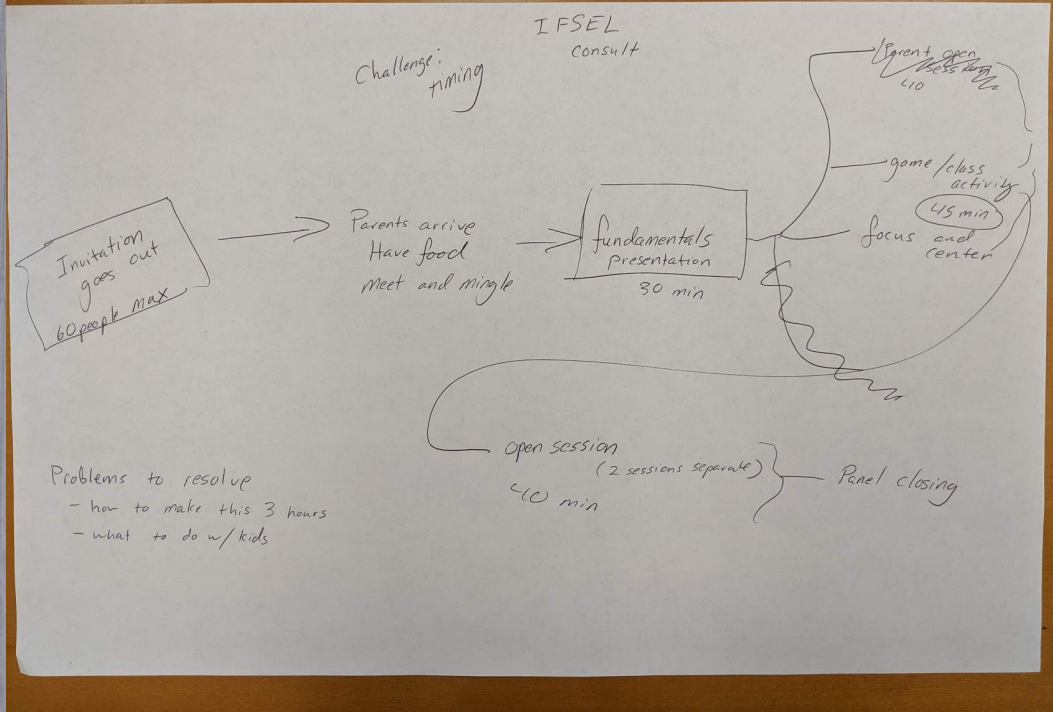 IFSEL
Consult
Challenge:
timing
Parent open
session
40
game/class
activity
45 min
focus and
center
Invitation
goes out
60 people max
Parents arrive
Have food
meet and mingle
fundamentals
presentation
30 min
open session
(2 sessions separate)
40 min
Panel closing
Problems to resolve
- how to make this 3 hours
- what to do w/ kids